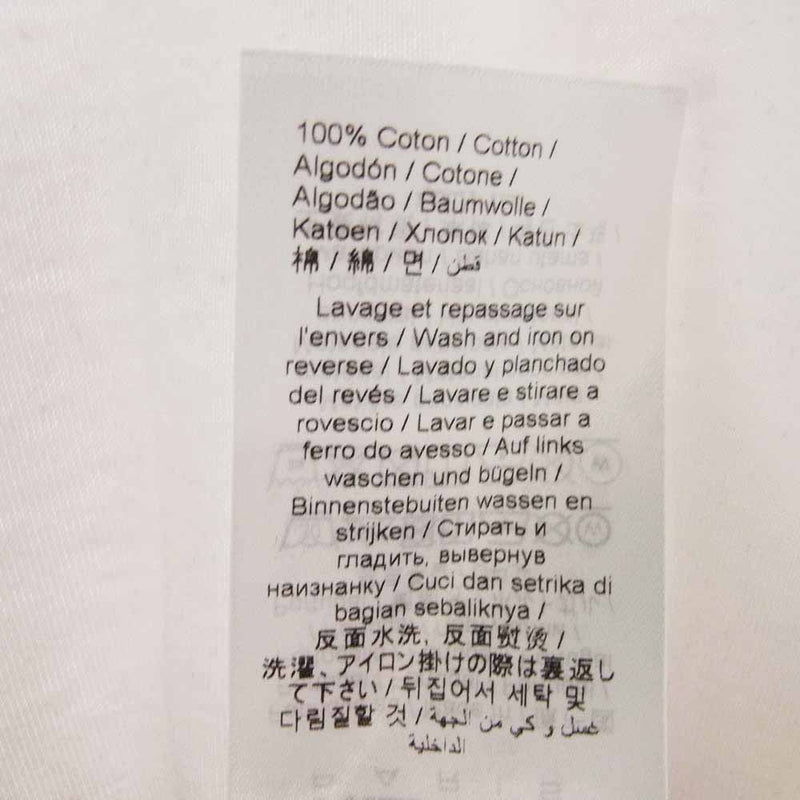 100% Coton / Cotton /
Algodón / Cotone /
Algodão / Baumwolle /
Katoen / Хлопок / Katun /
棉 / 綿 / 면 / قطن
Lavage et repassage sur
l'envers / Wash and iron on
reverse / Lavado y planchado
del revés / Lavare e stirare a
rovescio / Lavar e passar a
ferro do avesso / Auf links
waschen und bügeln /
Binnenstebuiten wassen en
strijken / Стирать и
гладить, вывернув
наизнанку / Cuci dan setrika di
bagian sebaliknya /
反面水洗, 反面熨烫 /
洗濯、アイロン掛けの際は裏返し
て下さい / 뒤집어서 세탁 및
다림질할 것 / غسل و كي من الجهة
الداخلية